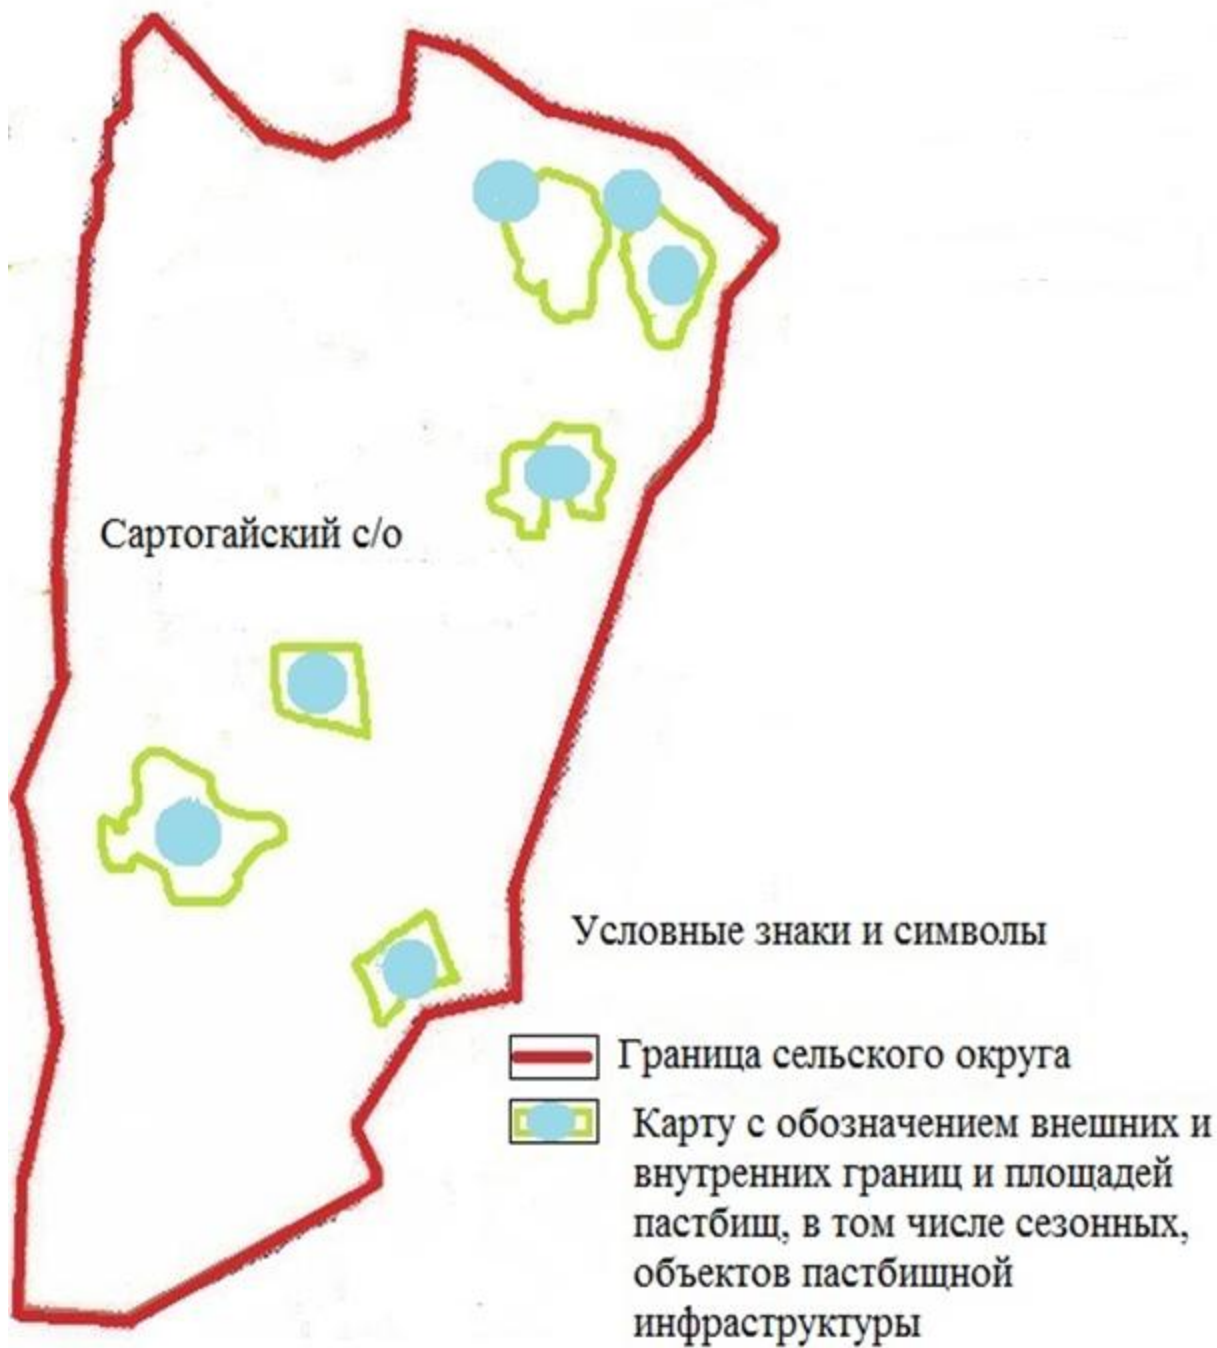 Сартогайский с/о
Условные знаки и символы
Граница сельского округа
Карту с обозначением внешних и
внутренних границ и площадей
пастбищ, в том числе сезонных,
объектов пастбищной
инфраструктуры